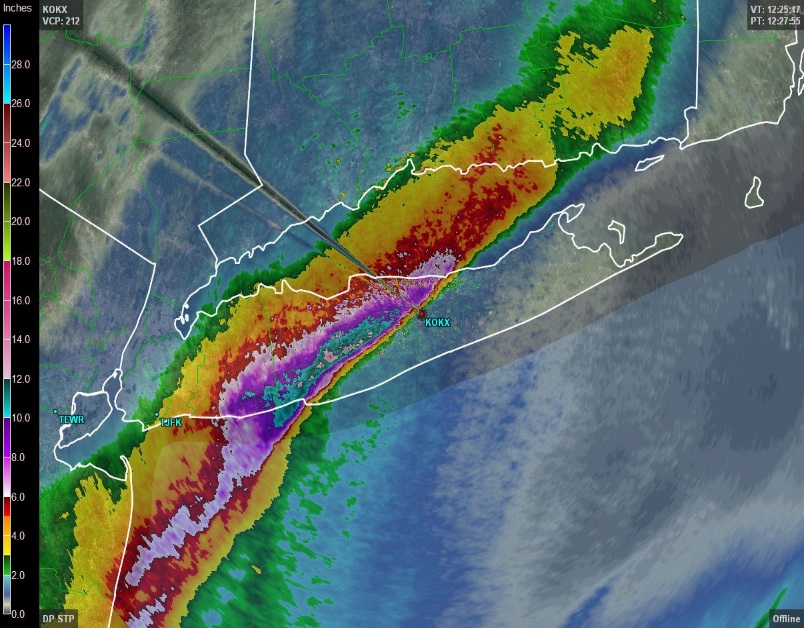 Inches
KOKX
VCP: 212
VT: 12:25:47
PT: 12:27:55
28.0
26.0
24.0
22.0
20.0
18.0
16.0
14.0
12.0
10.0
8.0
6.0
4.0
2.0
0.0
KOKX
TEWR
TJFK
DP STP
Offline